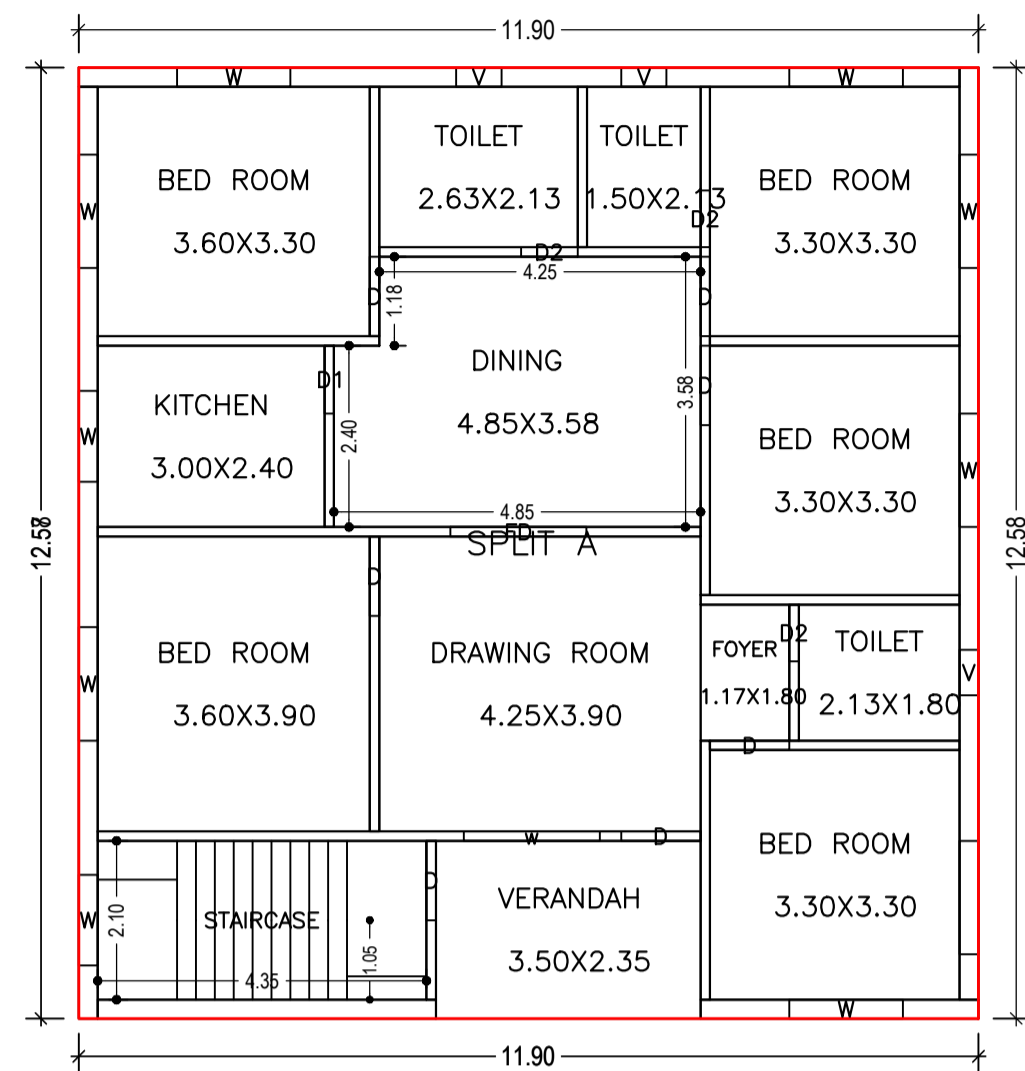 11.90
W
V
V
W
TOILET
TOILET
BED ROOM
BED ROOM
2.63X2.13
1.50X2.13
W
W
D2
3.60X3.30
3.30X3.30
D2
4.25
D
1.18
D
DINING
D1
D
3.58
KITCHEN
4.85X3.58
W
2.40
BED ROOM
3.00X2.40
W
3.30X3.30
4.85
FD
SPLIT A
12.58
12.58
D
D2
TOILET
BED ROOM
DRAWING ROOM
FOYER
V
W
1.17X1.80
2.13X1.80
3.60X3.90
4.25X3.90
D
W
D
BED ROOM
D
VERANDAH
3.30X3.30
W
2.10
STAIRCASE
1.05
3.50X2.35
4.35
W
11.90